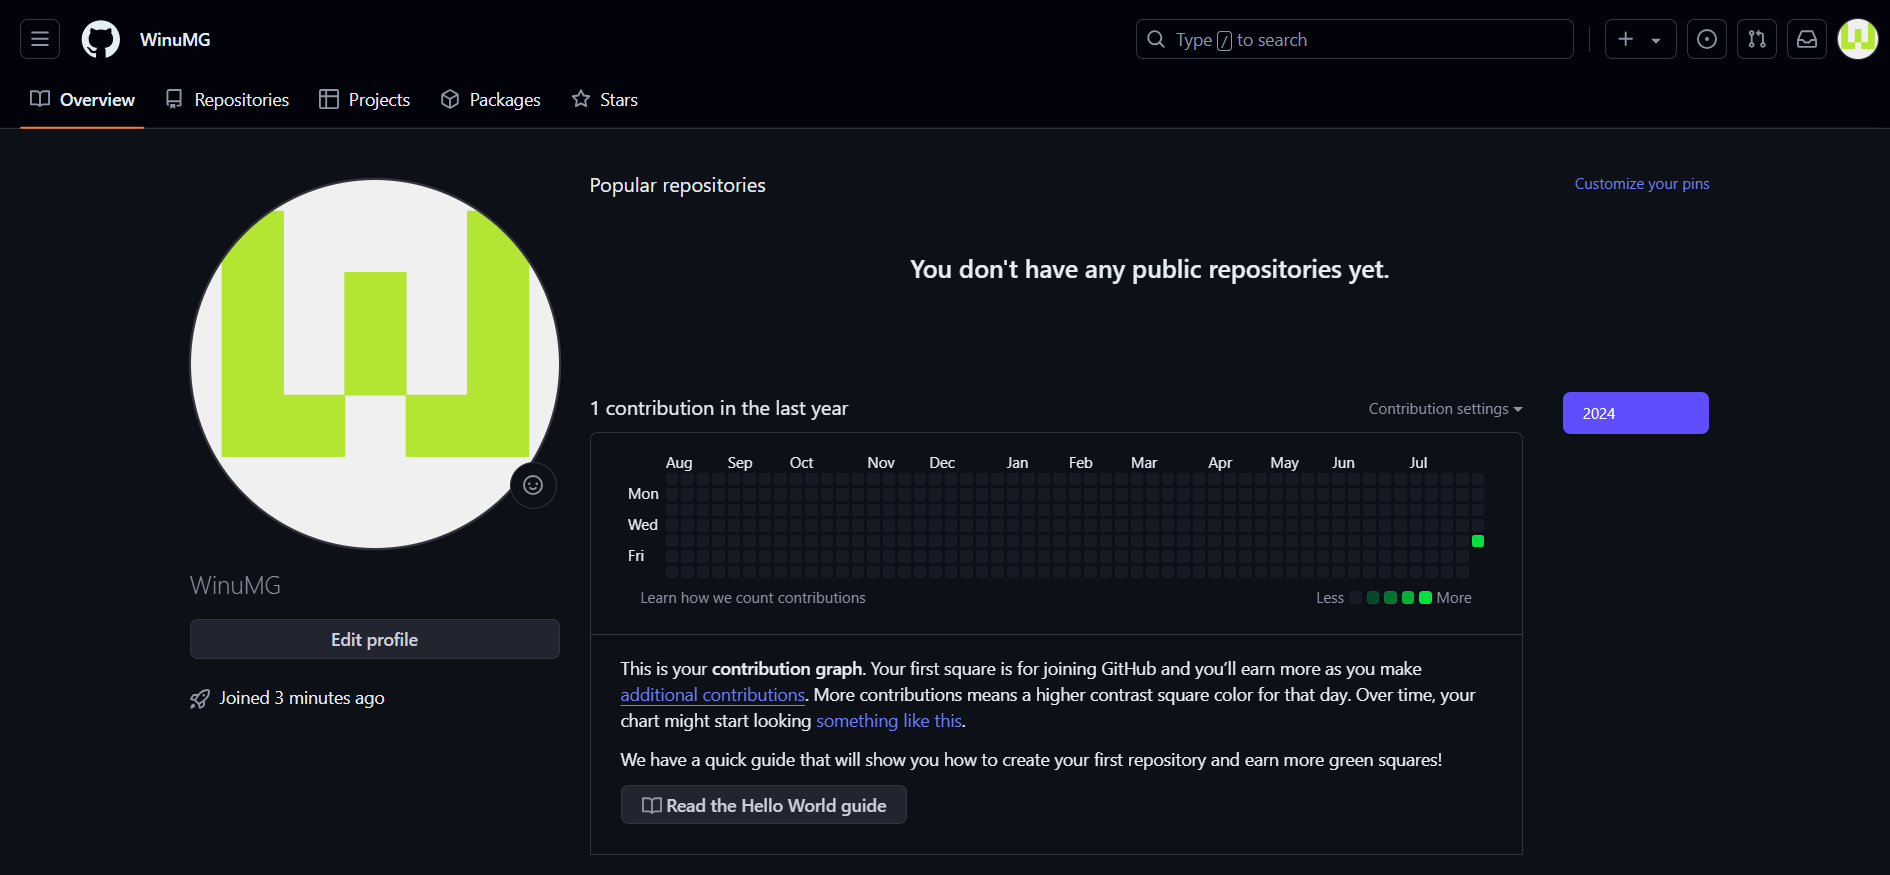 WinuMG
Type / to search
Overview Repositories Projects Packages Stars
Popular repositories
Customize your pins
You don't have any public repositories yet.
1 contribution in the last year
Contribution settings
2024
Aug Sep Oct Nov Dec Jan Feb Mar Apr May Jun Jul
Mon
Wed
Fri
Learn how we count contributions
Less More
WinuMG
Edit profile
Joined 3 minutes ago
This is your contribution graph. Your first square is for joining GitHub and you’ll earn more as you make
additional contributions. More contributions means a higher contrast square color for that day. Over time, your
chart might start looking something like this.
We have a quick guide that will show you how to create your first repository and earn more green squares!
Read the Hello World guide